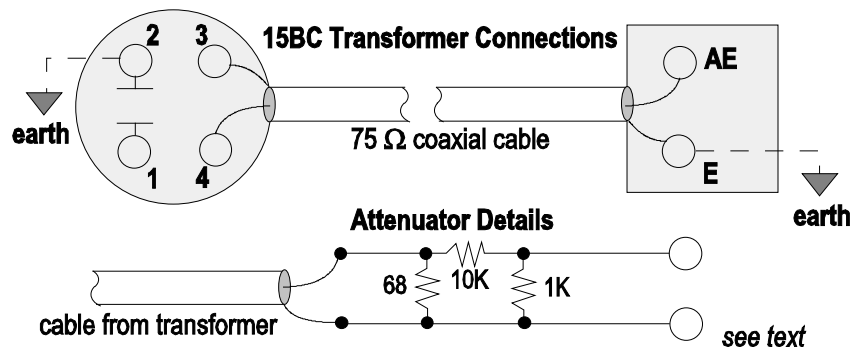 15BC Transformer Connections
2 3
AE
earth
75 Ω coaxial cable
1 4
E
earth
Attenuator Details
68 10K 1K
cable from transformer
see text